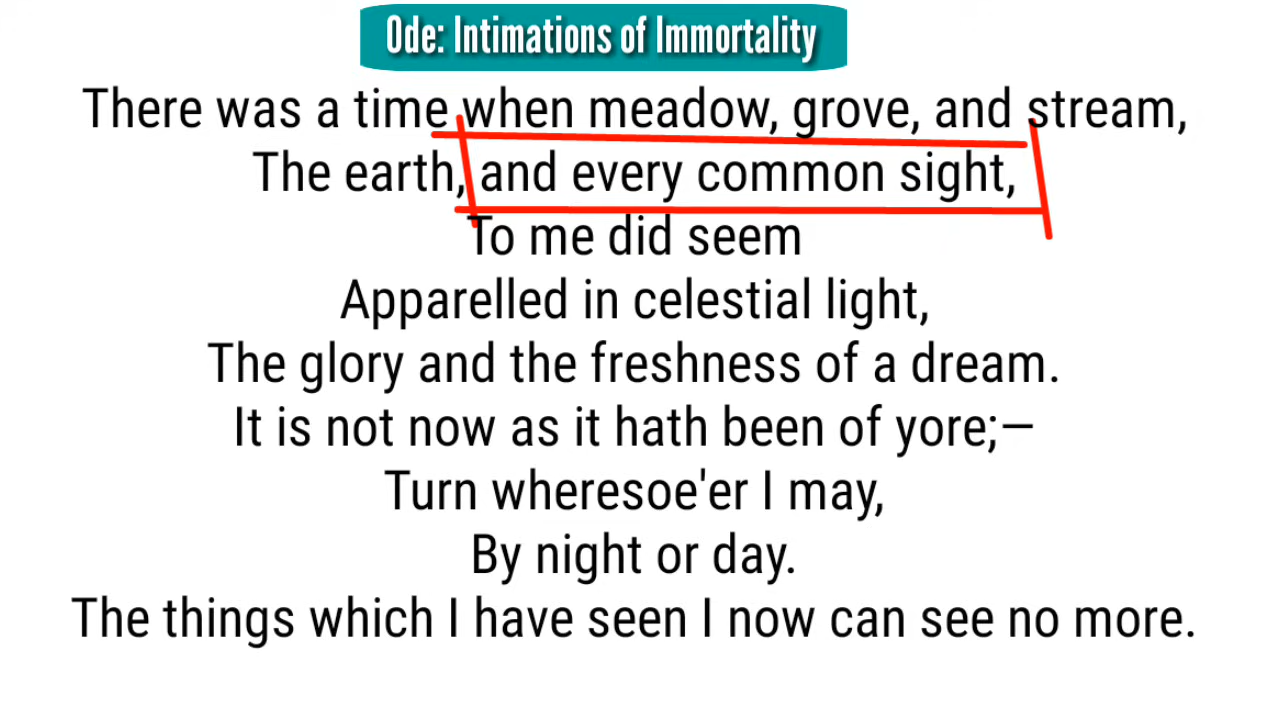 Ode: Intimations of Immortality
There was a time when meadow, grove, and stream,
The earth, and every common sight,
To me did seem
Apparelled in celestial light,
The glory and the freshness of a dream.
It is not now as it hath been of yore;—
Turn wheresoe'er I may,
By night or day.
The things which I have seen I now can see no more.